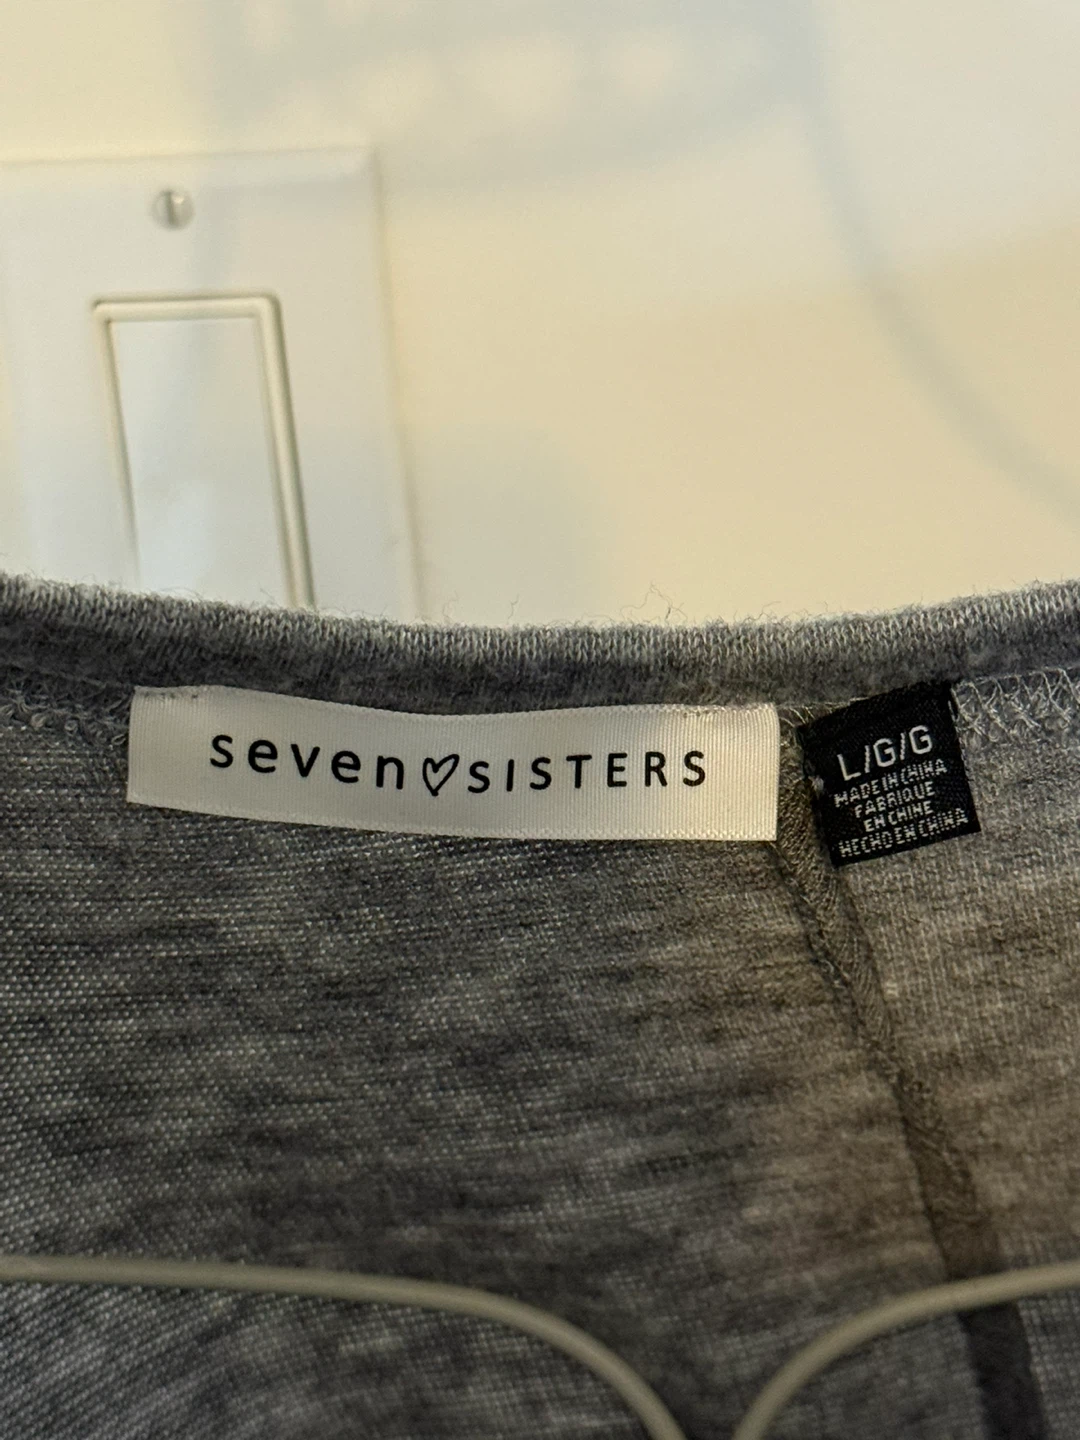 seven♡SISTERS
L/G/G
MADE IN CHINA
FABRIQUE
EN CHINE
HECHO EN CHINA